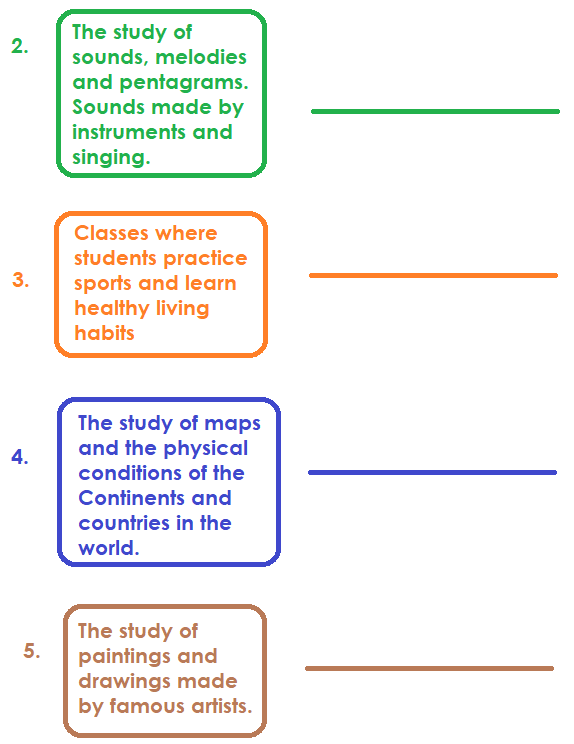 2.
The study of
sounds, melodies
and pentagrams.
Sounds made by
instruments and
singing.
3.
Classes where
students practice
sports and learn
healthy living
habits
4.
The study of maps
and the physical
conditions of the
Continents and
countries in the
world.
5.
The study of
paintings and
drawings made
by famous artists.